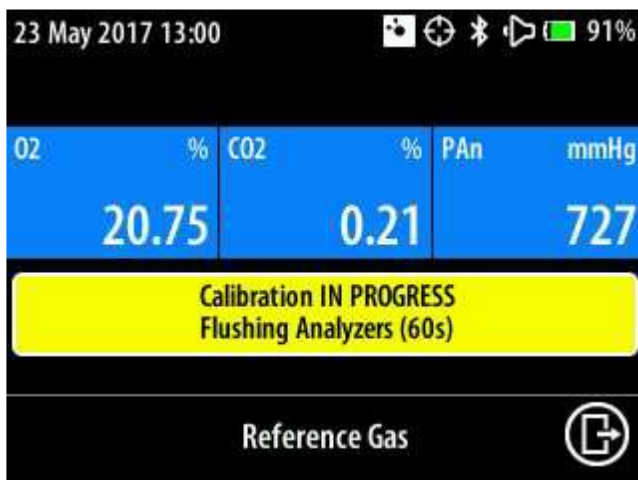 23 May 2017 13:00 91%
O2 % CO2 % PAn mmHg
20.75 0.21 727
Calibration IN PROGRESS
Flushing Analyzers (60s)
Reference Gas